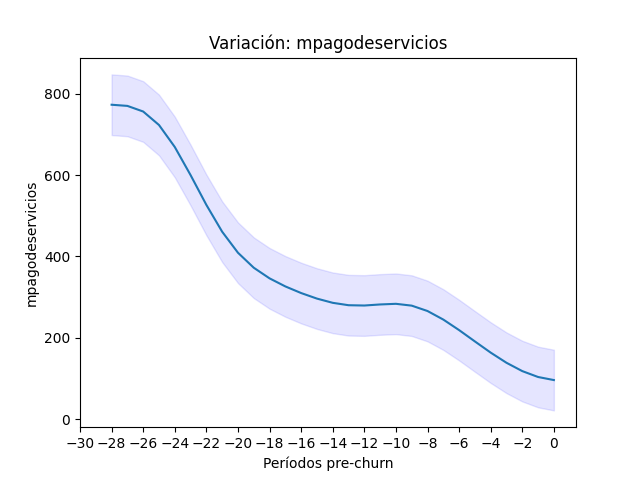 Variación: mpagodeservicios
mpagodeservicios
800
600
400
200
0
−30 −28 −26 −24 −22 −20 −18 −16 −14 −12 −10 −8 −6 −4 −2 0
Períodos pre-churn